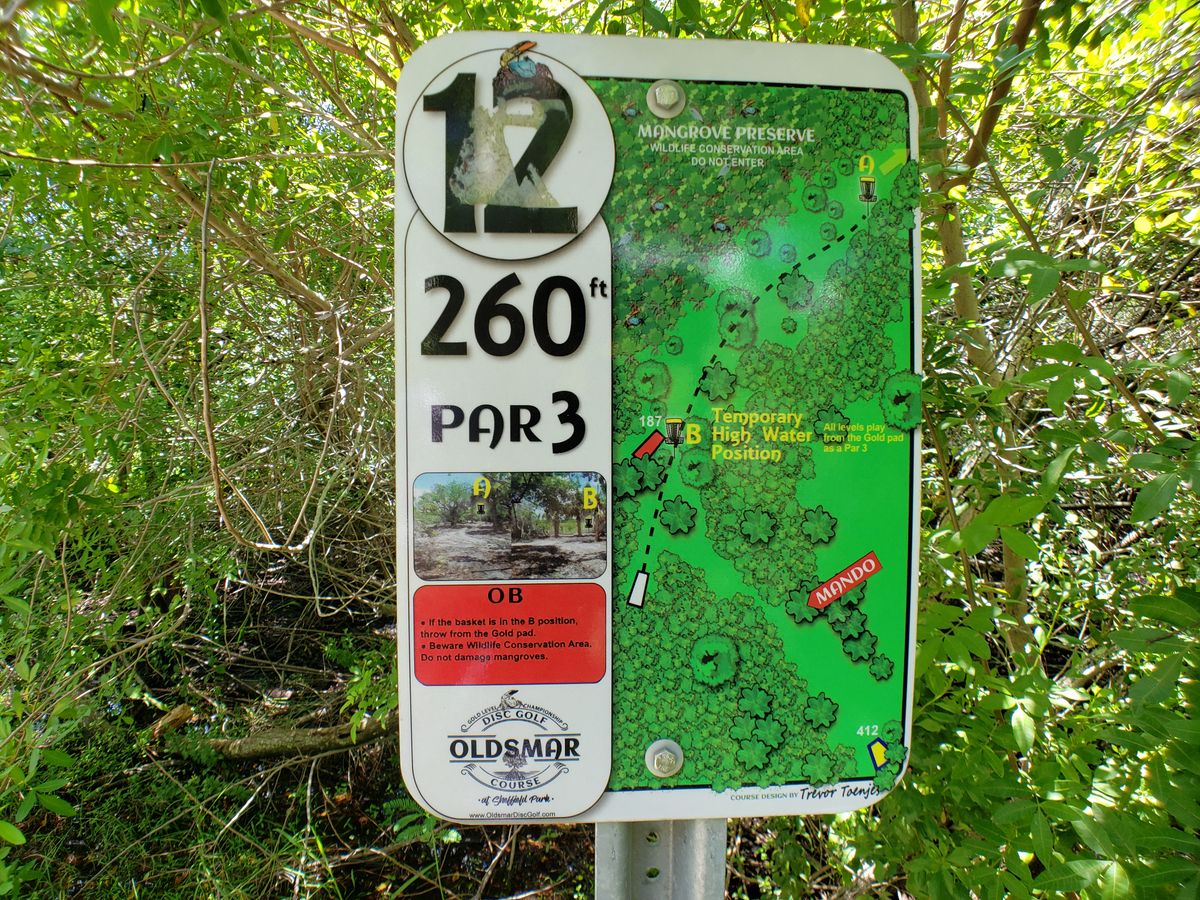 12
260 ft
PAR 3
A
B
OB
• If the basket is in the B position,
throw from the Gold pad.
• Beware Wildlife Conservation Area.
Do not damage mangroves.
GOLD LEVEL CHAMPIONSHIP
DISC GOLF
OLDSMAR
COURSE
• at Sheffield Park •
www.OldsmarDiscGolf.com
MANGROVE PRESERVE
WILDLIFE CONSERVATION AREA
DO NOT ENTER
A
187
B
Temporary
High Water
Position
All levels play
from the Gold pad
as a Par 3
MANDO
412
COURSE DESIGN BY Trevor Toenjes